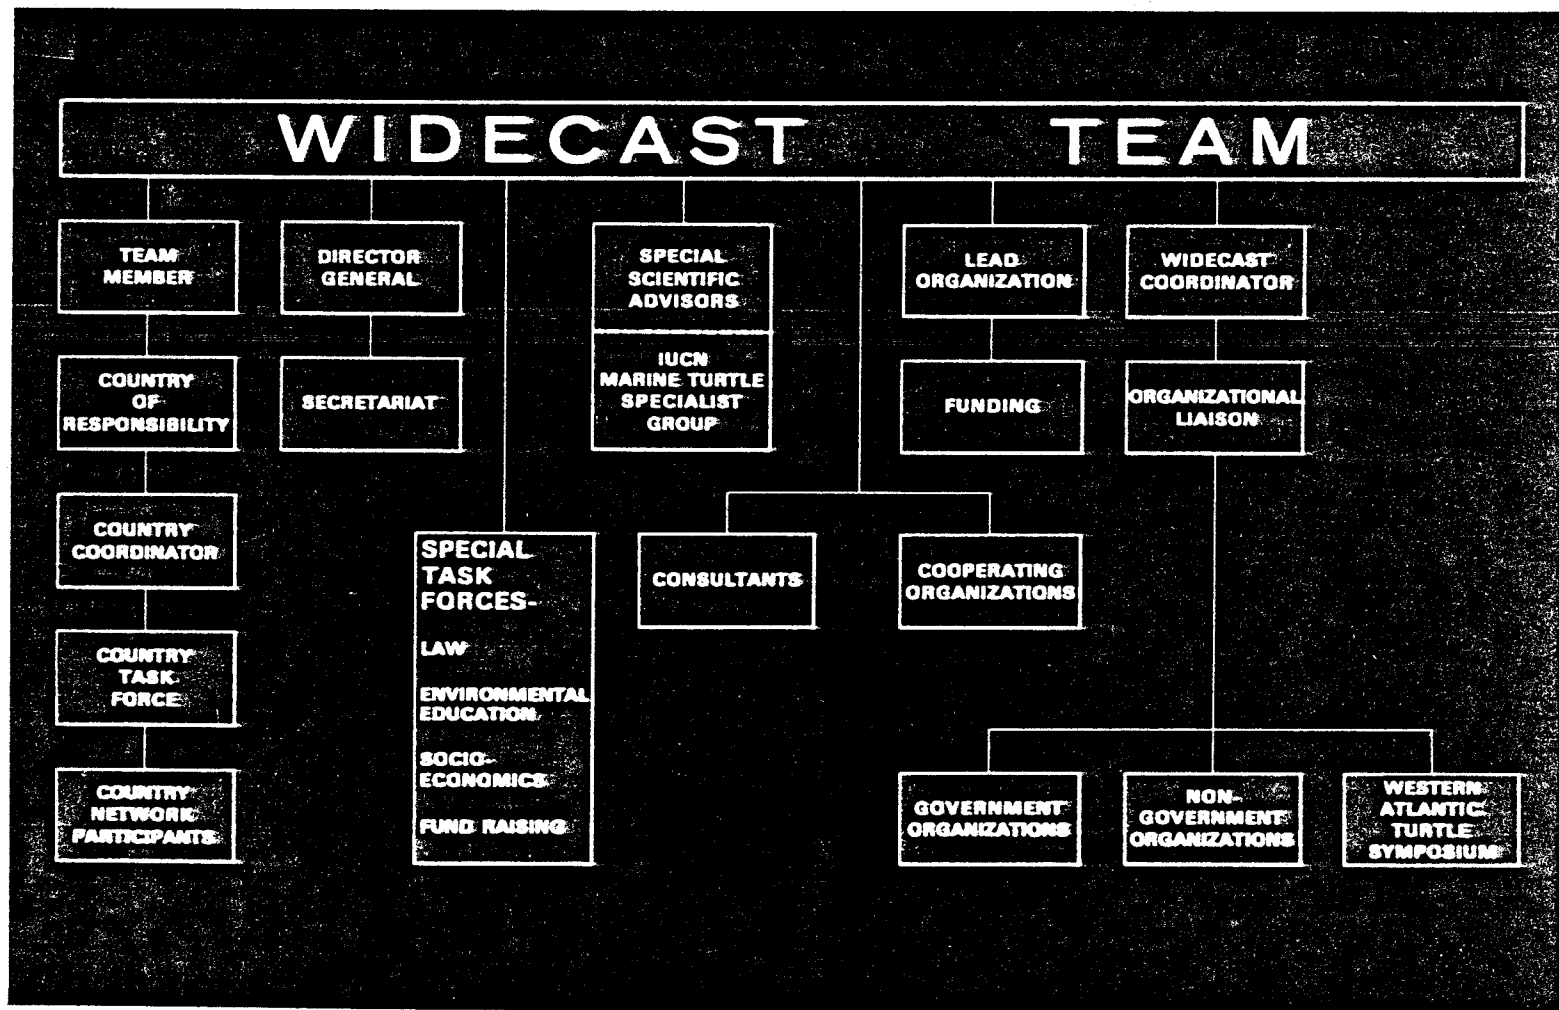 WIDECAST TEAM
TEAM
MEMBER
DIRECTOR
GENERAL
SPECIAL
SCIENTIFIC
ADVISORS
LEAD
ORGANIZATION
WIDECAST
COORDINATOR
COUNTRY
OF
RESPONSIBILITY
SECRETARIAT
IUCN
MARINE TURTLE
SPECIALIST
GROUP
FUNDING
ORGANIZATIONAL
LIAISON
COUNTRY
COORDINATOR
SPECIAL
TASK
FORCES-
LAW
ENVIRONMENTAL
EDUCATION
SOCIO-
ECONOMICS
FUND RAISING
CONSULTANTS
COOPERATING
ORGANIZATIONS
COUNTRY
TASK
FORCE
COUNTRY
NETWORK
PARTICIPANTS
GOVERNMENT
ORGANIZATIONS
NON-
GOVERNMENT
ORGANIZATIONS
WESTERN
ATLANTIC
TURTLE
SYMPOSIUM